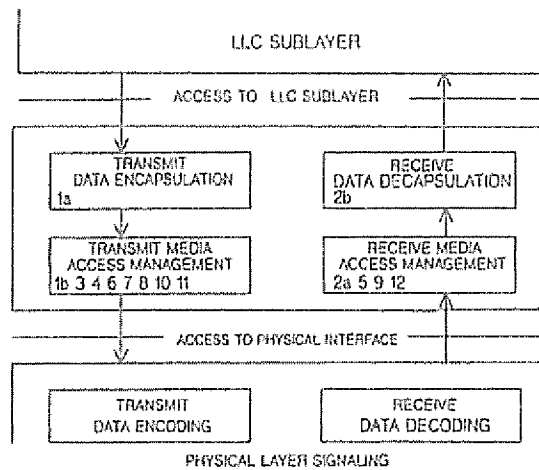 LLC SUBLAYER
ACCESS TO LLC SUBLAYER
TRANSMIT
DATA ENCAPSULATION
1a
RECEIVE
DATA DECAPSULATION
2b
TRANSMIT MEDIA
ACCESS MANAGEMENT
1b 3 4 6 7 8 10 11
RECEIVE MEDIA
ACCESS MANAGEMENT
2a 5 9 12
ACCESS TO PHYSICAL INTERFACE
TRANSMIT
DATA ENCODING
RECEIVE
DATA DECODING
PHYSICAL LAYER SIGNALING